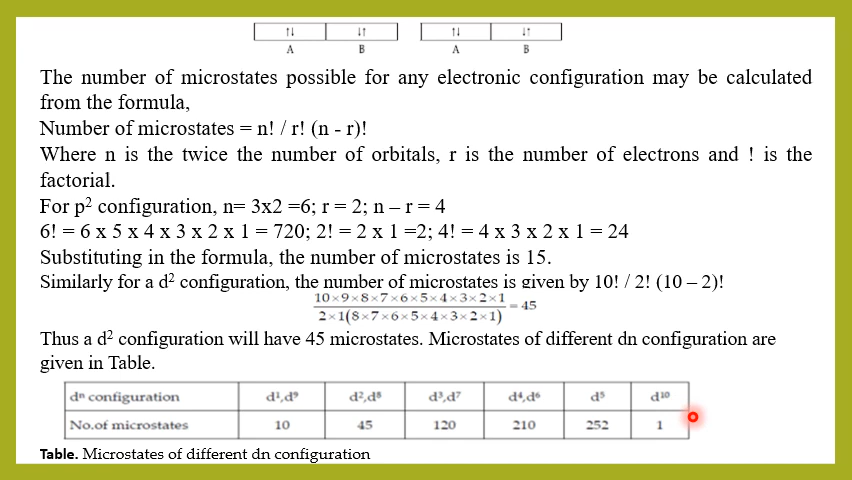 ↑↓ ↓↑ ↑↓ ↓↑
A B A B
The number of microstates possible for any electronic configuration may be calculated
from the formula,
Number of microstates = n! / r! (n - r)!
Where n is the twice the number of orbitals, r is the number of electrons and ! is the
factorial.
For p² configuration, n= 3x2 =6; r = 2; n – r = 4
6! = 6 x 5 x 4 x 3 x 2 x 1 = 720; 2! = 2 x 1 =2; 4! = 4 x 3 x 2 x 1 = 24
Substituting in the formula, the number of microstates is 15.
Similarly for a d² configuration, the number of microstates is given by 10! / 2! (10 – 2)!
10×9×8×7×6×5×4×3×2×1
= 45
2×1(8×7×6×5×4×3×2×1)
Thus a d² configuration will have 45 microstates. Microstates of different dn configuration are
given in Table.
dⁿ configuration d¹,d⁹ d²,d⁸ d³,d⁷ d⁴,d⁶ d⁵ d¹⁰
No.of microstates 10 45 120 210 252 1
Table. Microstates of different dn configuration